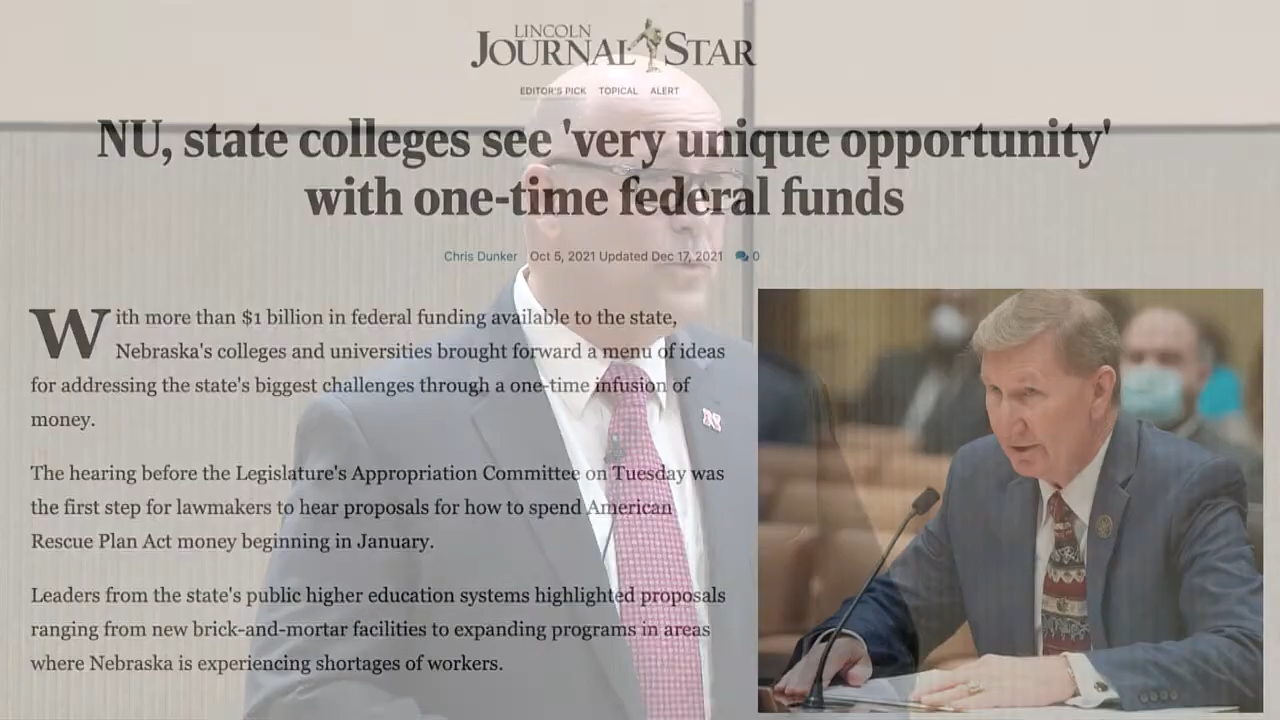 LINCOLN
JOURNAL STAR
EDITOR'S PICK TOPICAL ALERT
NU, state colleges see 'very unique opportunity'
with one-time federal funds
Chris Dunker Oct 5, 2021 Updated Dec 17, 2021 0
With more than $1 billion in federal funding available to the state,
Nebraska's colleges and universities brought forward a menu of ideas
for addressing the state's biggest challenges through a one-time infusion of
money.
The hearing before the Legislature's Appropriation Committee on Tuesday was
the first step for lawmakers to hear proposals for how to spend American
Rescue Plan Act money beginning in January.
Leaders from the state's public higher education systems highlighted proposals
ranging from new brick-and-mortar facilities to expanding programs in areas
where Nebraska is experiencing shortages of workers.
N